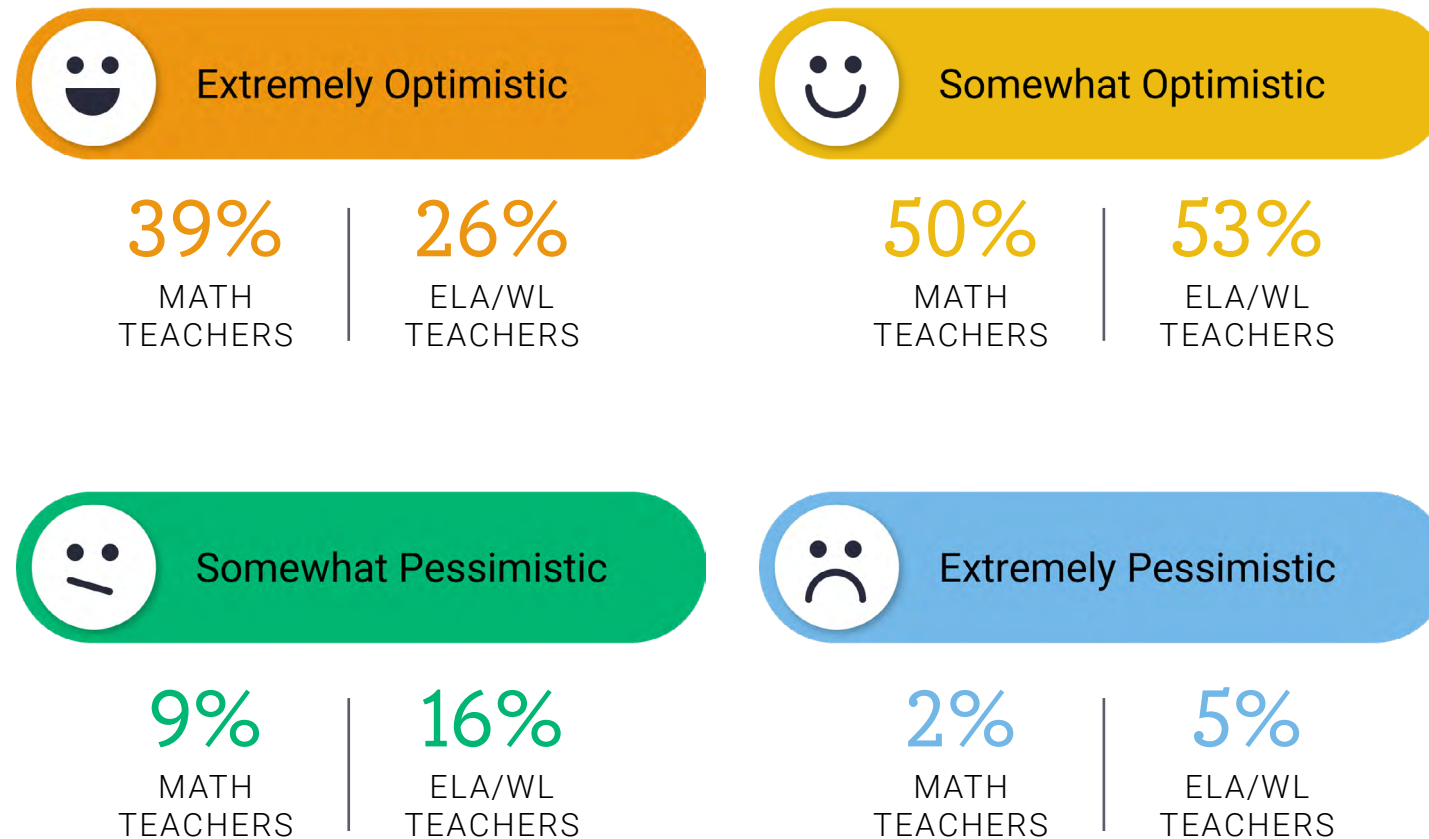 Extremely Optimistic
39%
MATH
TEACHERS
26%
ELA/WL
TEACHERS
Somewhat Optimistic
50%
MATH
TEACHERS
53%
ELA/WL
TEACHERS
Somewhat Pessimistic
9%
MATH
TEACHERS
16%
ELA/WL
TEACHERS
Extremely Pessimistic
2%
MATH
TEACHERS
5%
ELA/WL
TEACHERS